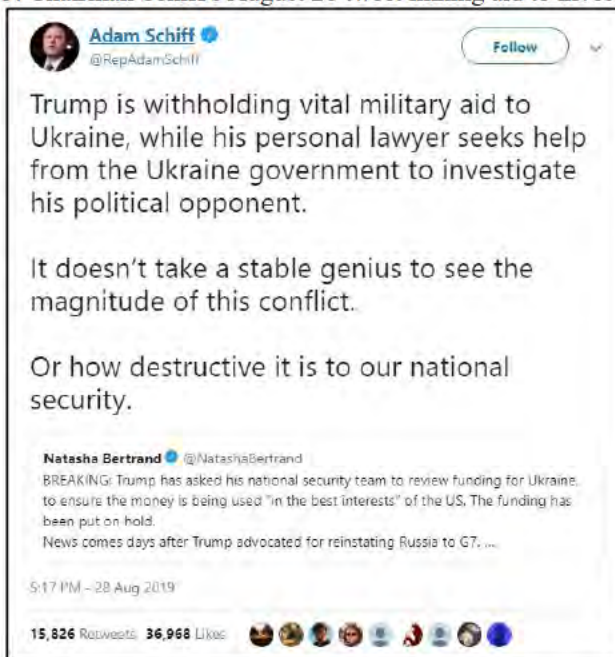 Adam Schiff
@RepAdamSchiff
Follow
Trump is withholding vital military aid to
Ukraine, while his personal lawyer seeks help
from the Ukraine government to investigate
his political opponent.
It doesn't take a stable genius to see the
magnitude of this conflict.
Or how destructive it is to our national
security.
Natasha Bertrand @NatashaBertrand
BREAKING: Trump has asked his national security team to review funding for Ukraine,
to ensure the money is being used "in the best interests" of the US. The funding has
been put on hold.
News comes days after Trump advocated for reinstating Russia to G7. ...
5:17 PM - 28 Aug 2019
15,826 Retweets 36,968 Likes